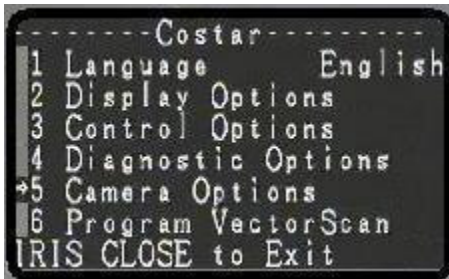 --------Costar---------
1 Language English
2 Display Options
3 Control Options
4 Diagnostic Options
→5 Camera Options
6 Program VectorScan
IRIS CLOSE to Exit